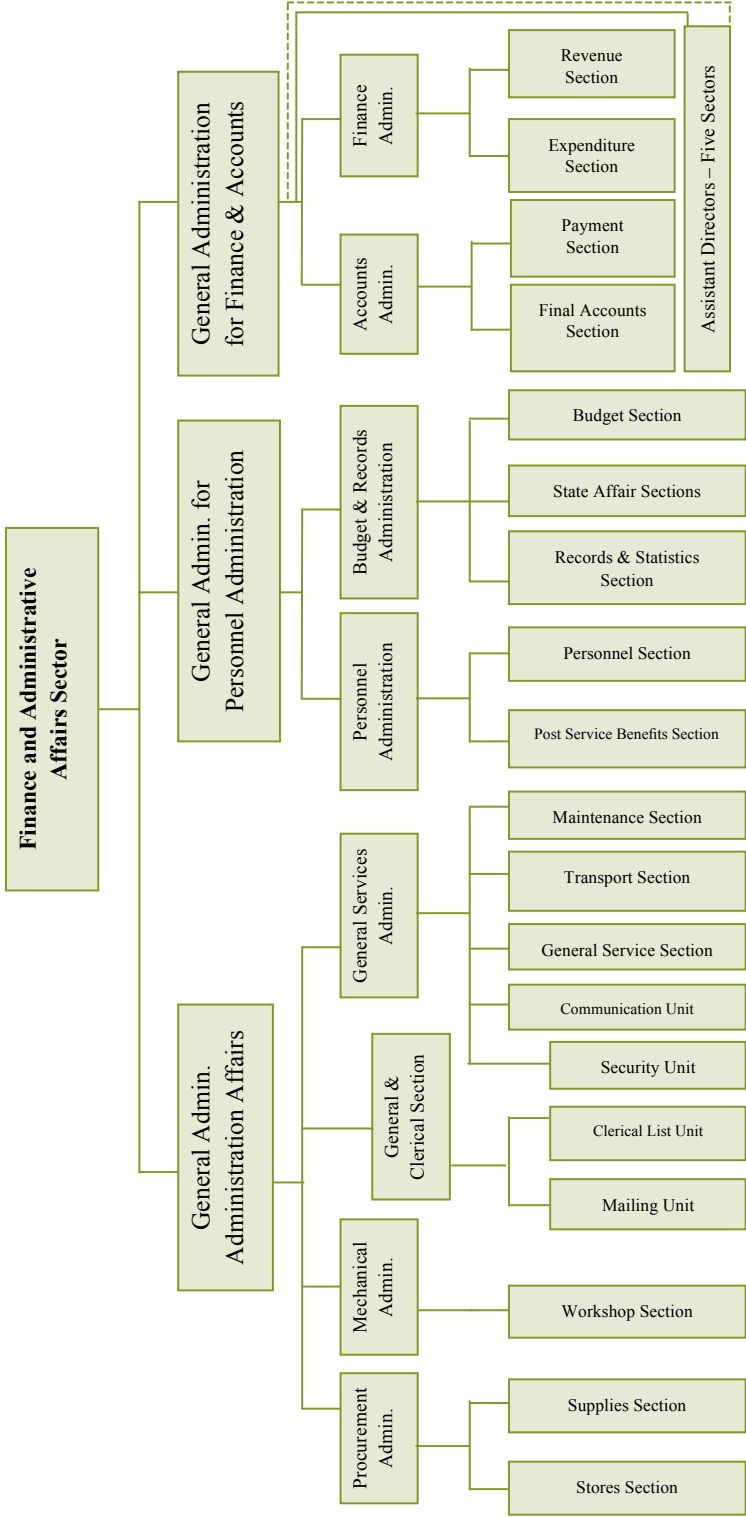 Finance and Administrative
Affairs Sector
General Admin.
Administration Affairs
General Admin. for
Personnel Administration
General Administration
for Finance & Accounts
Procurement
Admin.
Mechanical
Admin.
General &
Clerical Section
General Services
Admin.
Personnel
Administration
Budget & Records
Administration
Accounts
Admin.
Finance
Admin.
Stores Section
Supplies Section
Workshop Section
Mailing Unit
Clerical List Unit
Security Unit
Communication Unit
General Service Section
Transport Section
Maintenance Section
Post Service Benefits Section
Personnel Section
Records & Statistics
Section
State Affair Sections
Budget Section
Final Accounts
Section
Payment
Section
Expenditure
Section
Revenue
Section
Assistant Directors – Five Sectors